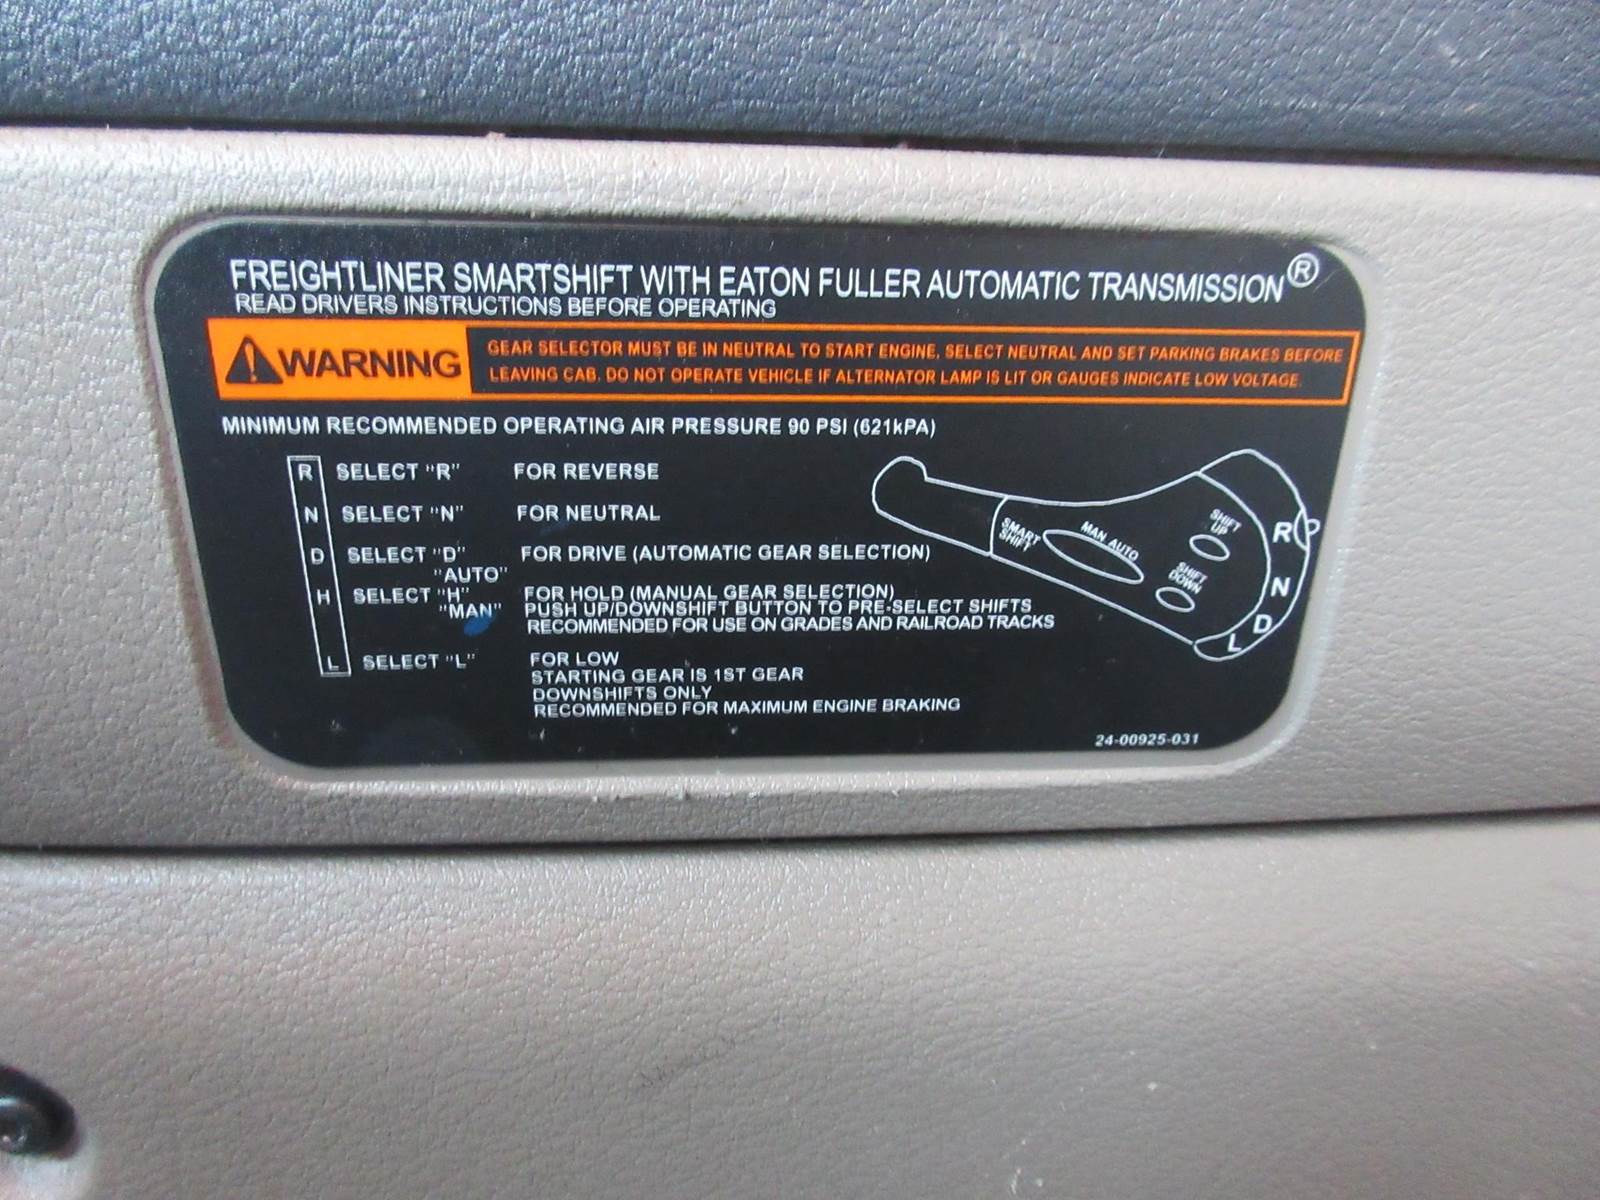 FREIGHTLINER SMARTSHIFT WITH EATON FULLER AUTOMATIC TRANSMISSION®
READ DRIVERS INSTRUCTIONS BEFORE OPERATING
WARNING
GEAR SELECTOR MUST BE IN NEUTRAL TO START ENGINE, SELECT NEUTRAL AND SET PARKING BRAKES BEFORE
LEAVING CAB. DO NOT OPERATE VEHICLE IF ALTERNATOR LAMP IS LIT OR GAUGES INDICATE LOW VOLTAGE.
MINIMUM RECOMMENDED OPERATING AIR PRESSURE 90 PSI (621kPA)
R SELECT "R" FOR REVERSE
N SELECT "N" FOR NEUTRAL
D SELECT "D" FOR DRIVE (AUTOMATIC GEAR SELECTION)
"AUTO"
H SELECT "H" FOR HOLD (MANUAL GEAR SELECTION)
"MAN" PUSH UP/DOWNSHIFT BUTTON TO PRE-SELECT SHIFTS
RECOMMENDED FOR USE ON GRADES AND RAILROAD TRACKS
L SELECT "L" FOR LOW
STARTING GEAR IS 1ST GEAR
DOWNSHIFTS ONLY
RECOMMENDED FOR MAXIMUM ENGINE BRAKING
SMART
SHIFT
MAN AUTO
SHIFT
UP
SHIFT
DOWN
R
N
D
L
24-00925-031